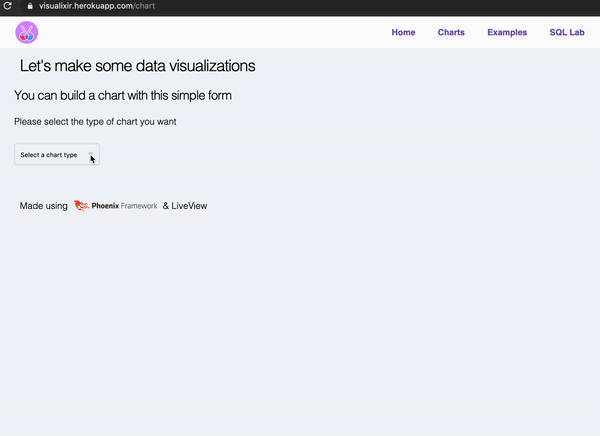 visualixir.herokuapp.com/chart
Home Charts Examples SQL Lab
Let's make some data visualizations
You can build a chart with this simple form
Please select the type of chart you want
Select a chart type
Made using Phoenix Framework & LiveView